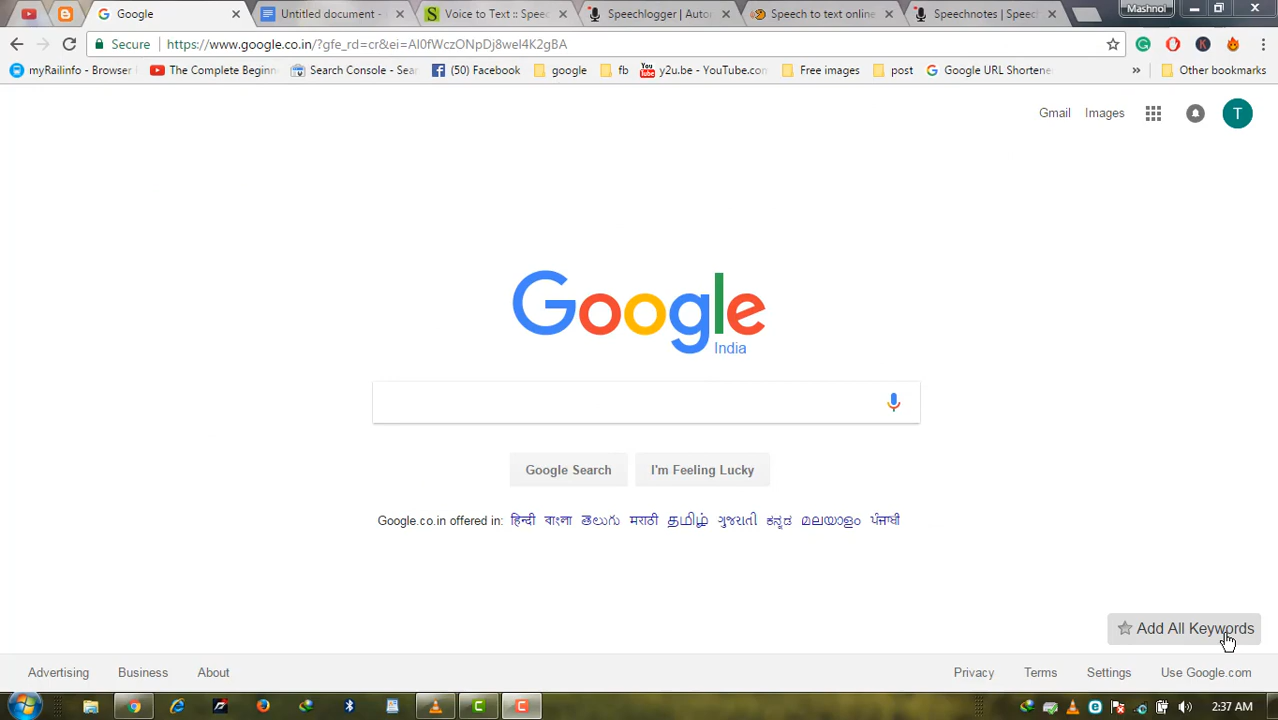 Mashnol
Google
Untitled document -
Voice to Text :: Spee
Speechlogger | Auto
Speech to text online
Speechnotes | Speec
Secure
https://www.google.co.in/?gfe_rd=cr&ei=AI0fWczONpDj8weI4K2gBA
myRailinfo - Browser
The Complete Beginn
Search Console - Sea
(50) Facebook
google
fb
y2u.be - YouTube.com
Free images
post
Google URL Shortene
»
Other bookmarks
Gmail
Images
T
Google
India
Google Search
I'm Feeling Lucky
Google.co.in offered in: हिन्दी বাংলা తెలుగు मराठी தமிழ் ગુજરાતી ಕನ್ನಡ മലയാളം ਪੰਜਾਬੀ
Add All Keywords
Advertising
Business
About
Privacy
Terms
Settings
Use Google.com
2:37 AM